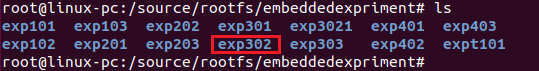 root@linux-pc:/source/rootfs/embeddedexpriment# ls
exp101 exp103 exp202 exp301 exp3021 exp401 exp403
exp102 exp201 exp203 exp302 exp303 exp402 expt101
root@linux-pc:/source/rootfs/embeddedexpriment#